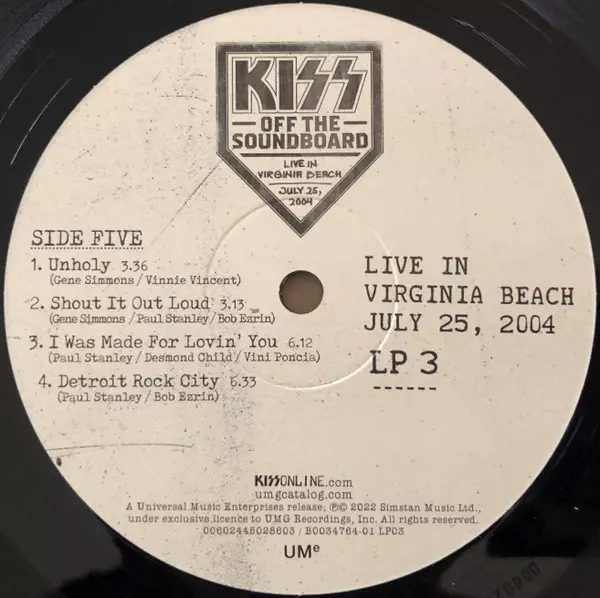 KISS
OFF THE
SOUNDBOARD
LIVE IN
VIRGINIA BEACH
JULY 25,
2004
SIDE FIVE
1. Unholy 3.36
(Gene Simmons / Vinnie Vincent)
2. Shout It Out Loud 3.13
(Gene Simmons / Paul Stanley / Bob Ezrin)
3. I Was Made For Lovin' You 6.12
(Paul Stanley / Desmond Child / Vini Poncia)
4. Detroit Rock City 6.33
(Paul Stanley / Bob Ezrin)
LIVE IN
VIRGINIA BEACH
JULY 25, 2004
LP 3
KISSONLINE.com
umgcatalog.com
A Universal Music Enterprises release; ℗© 2022 Simstan Music Ltd.,
under exclusive licence to UMG Recordings, Inc. All rights reserved.
00602445028603 / B0034764-01 LP03
UMe